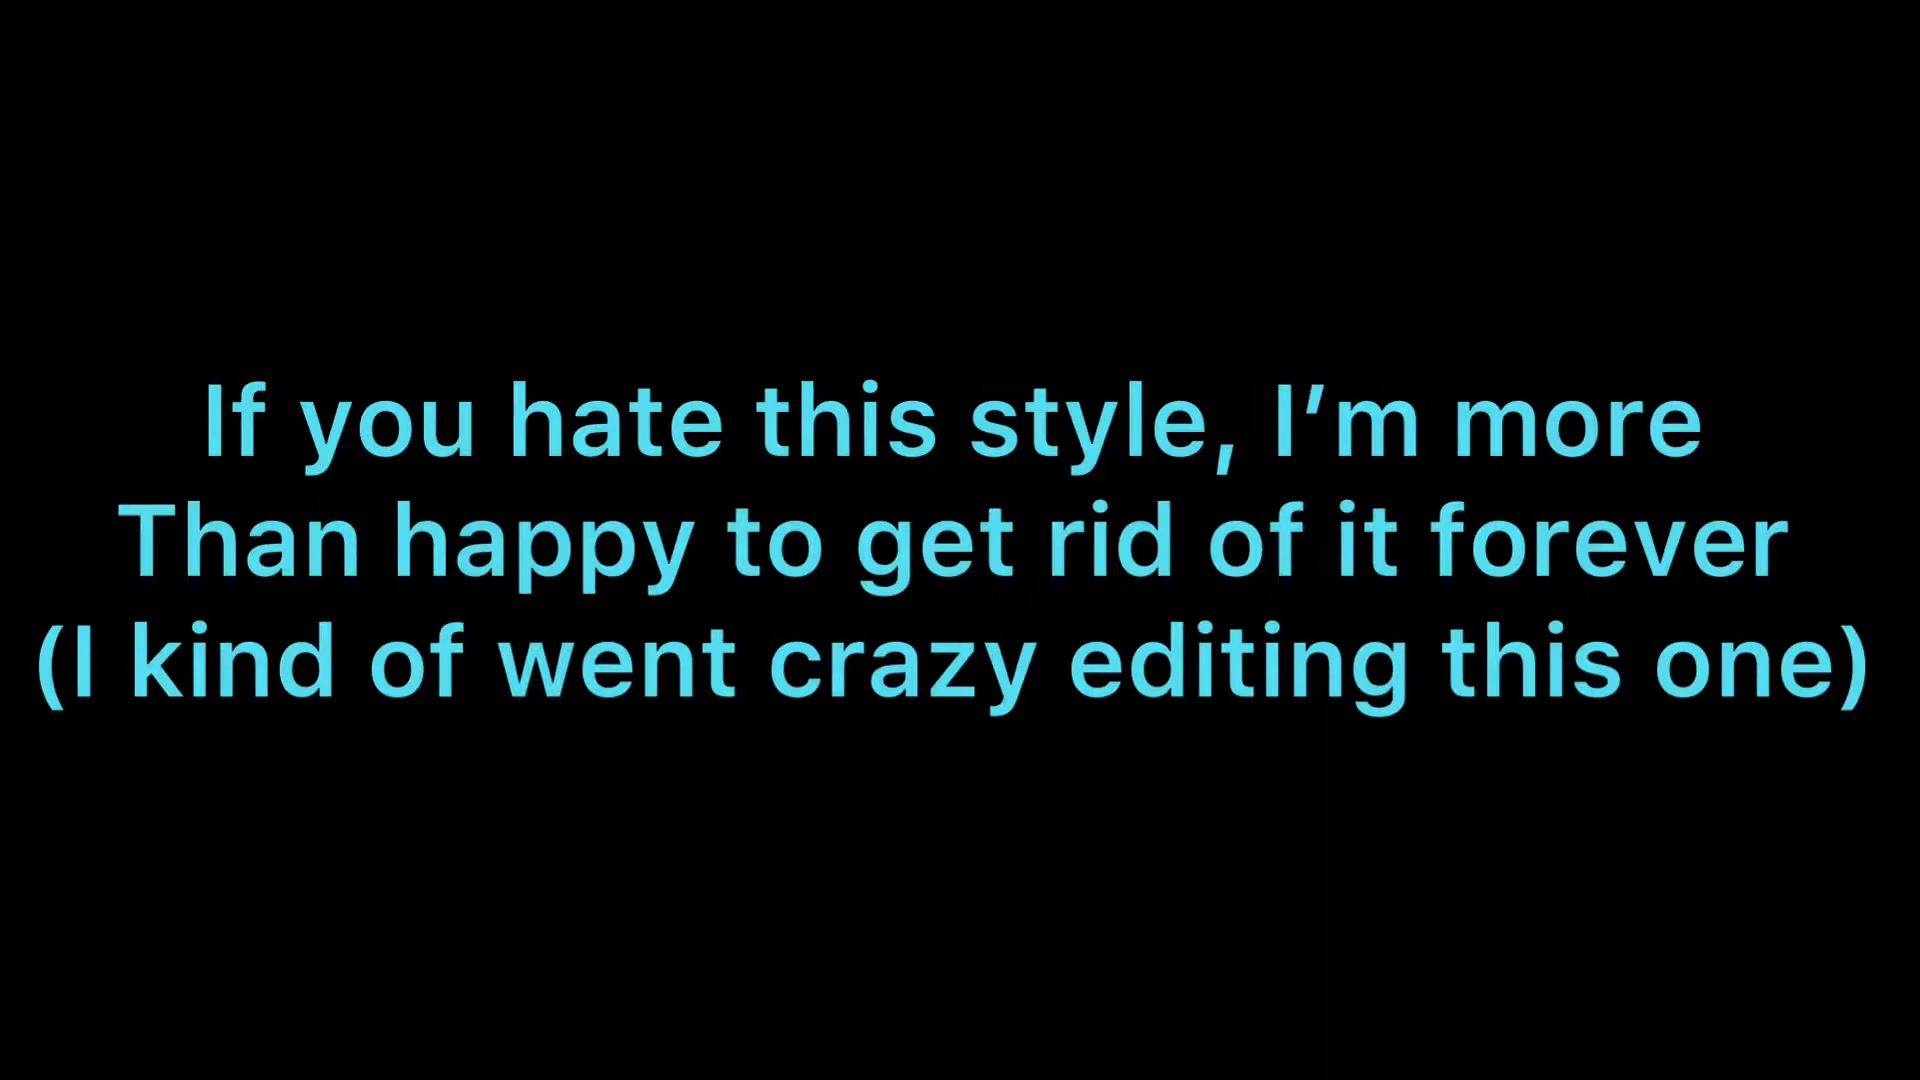 If you hate this style, I’m more
Than happy to get rid of it forever
(I kind of went crazy editing this one)